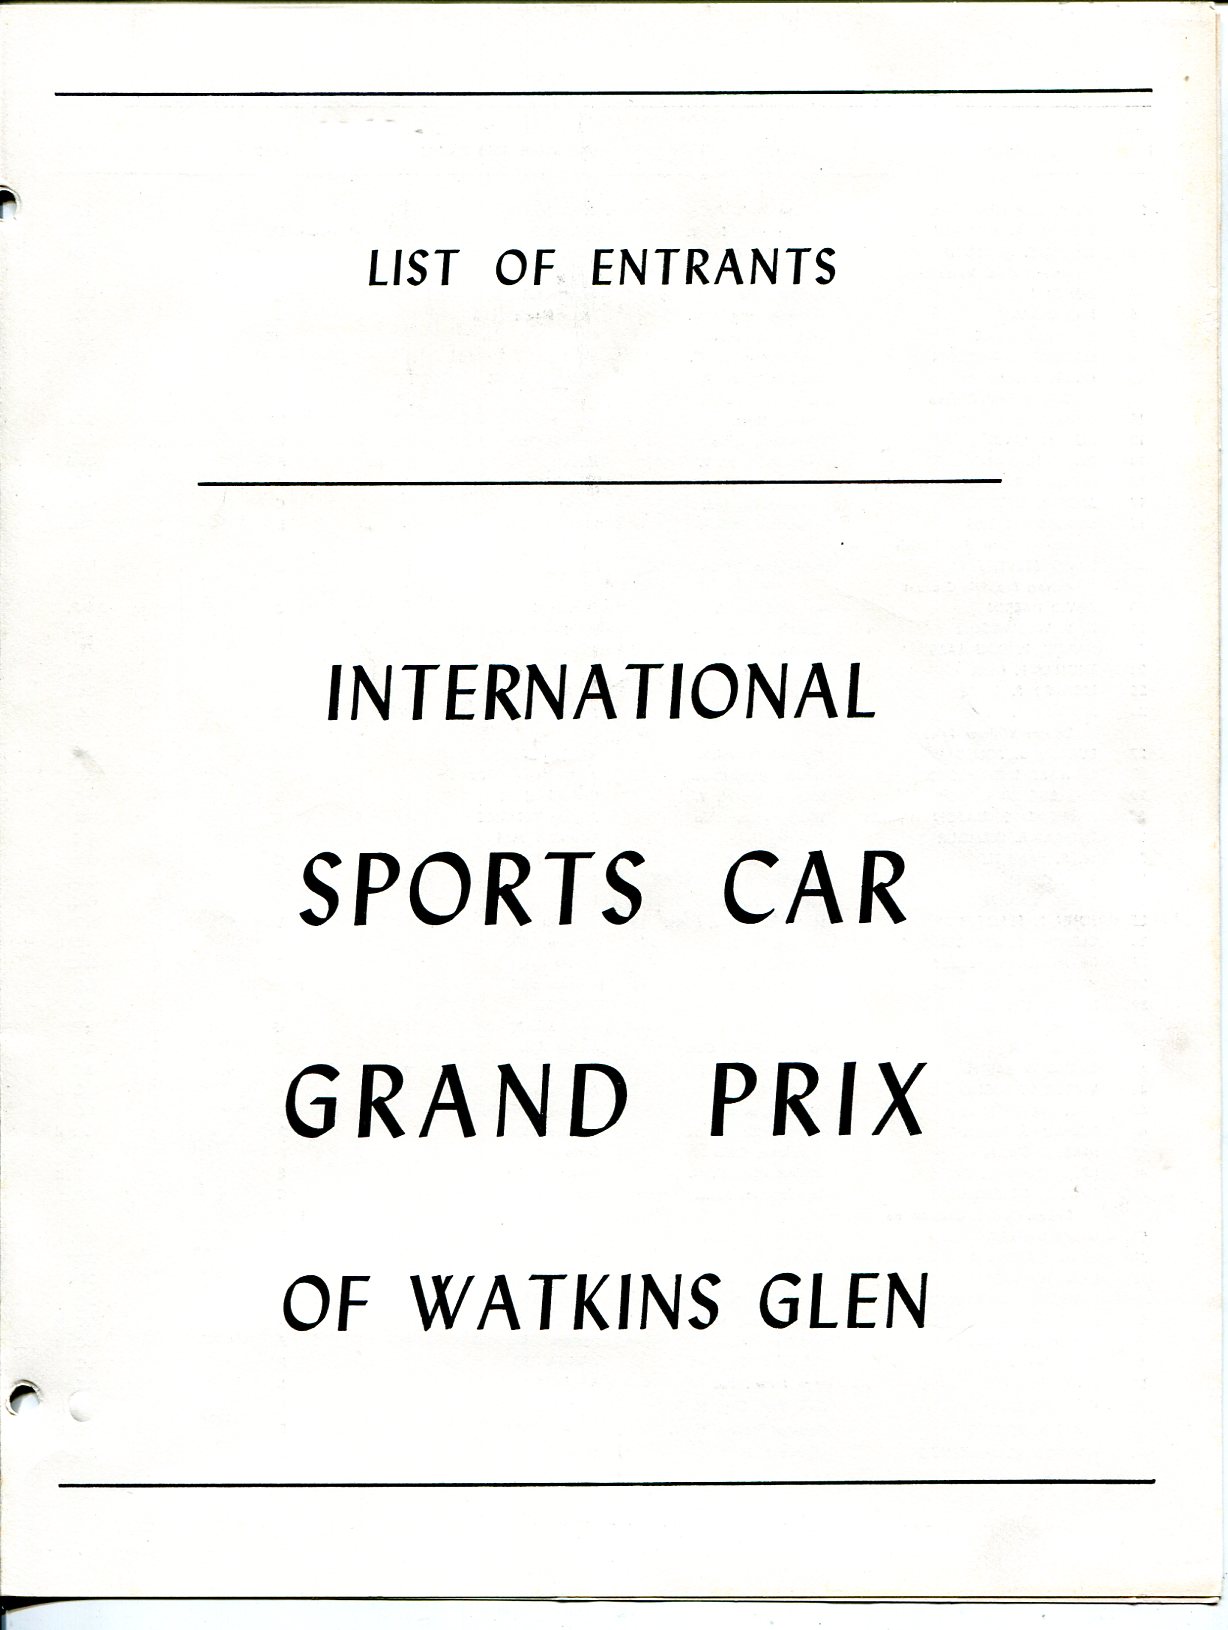 LIST OF ENTRANTS
INTERNATIONAL
SPORTS CAR
GRAND PRIX
OF WATKINS GLEN